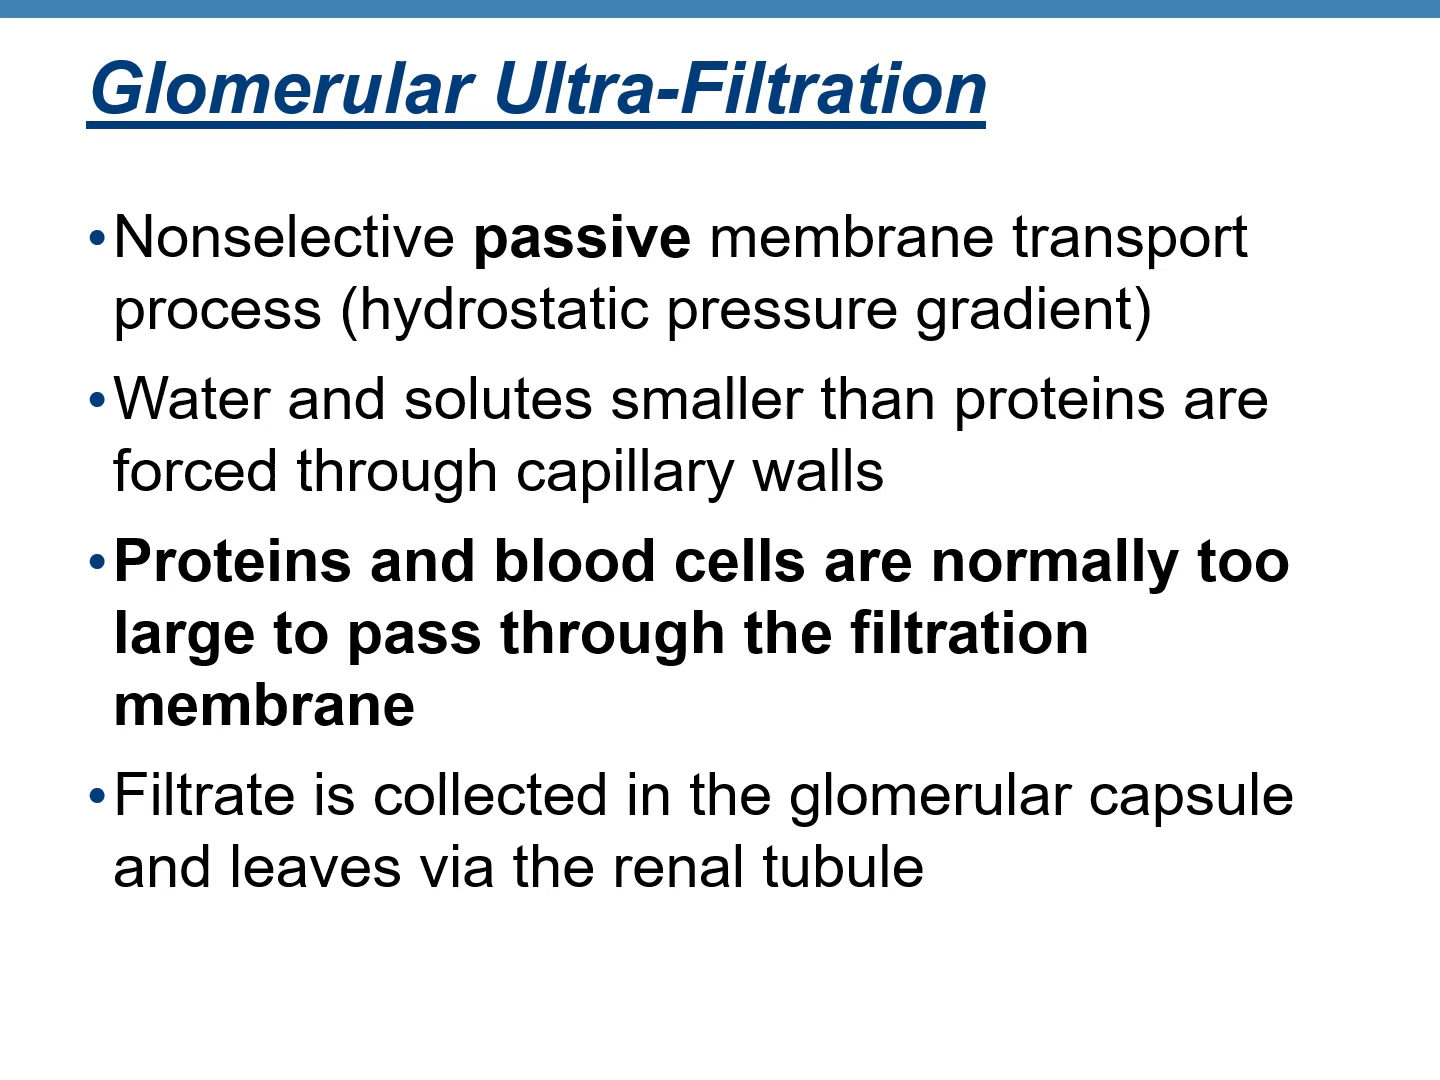 Glomerular Ultra-Filtration
•Nonselective passive membrane transport
process (hydrostatic pressure gradient)
•Water and solutes smaller than proteins are
forced through capillary walls
•Proteins and blood cells are normally too
large to pass through the filtration
membrane
•Filtrate is collected in the glomerular capsule
and leaves via the renal tubule